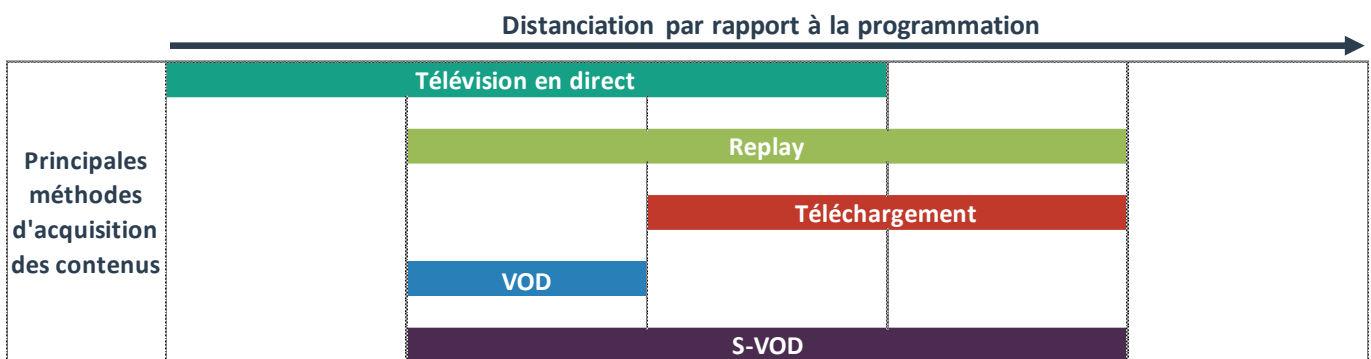 Distanciation par rapport à la programmation
Télévision en direct
Replay
Principales
méthodes
d'acquisition
des contenus
Téléchargement
VOD
S-VOD